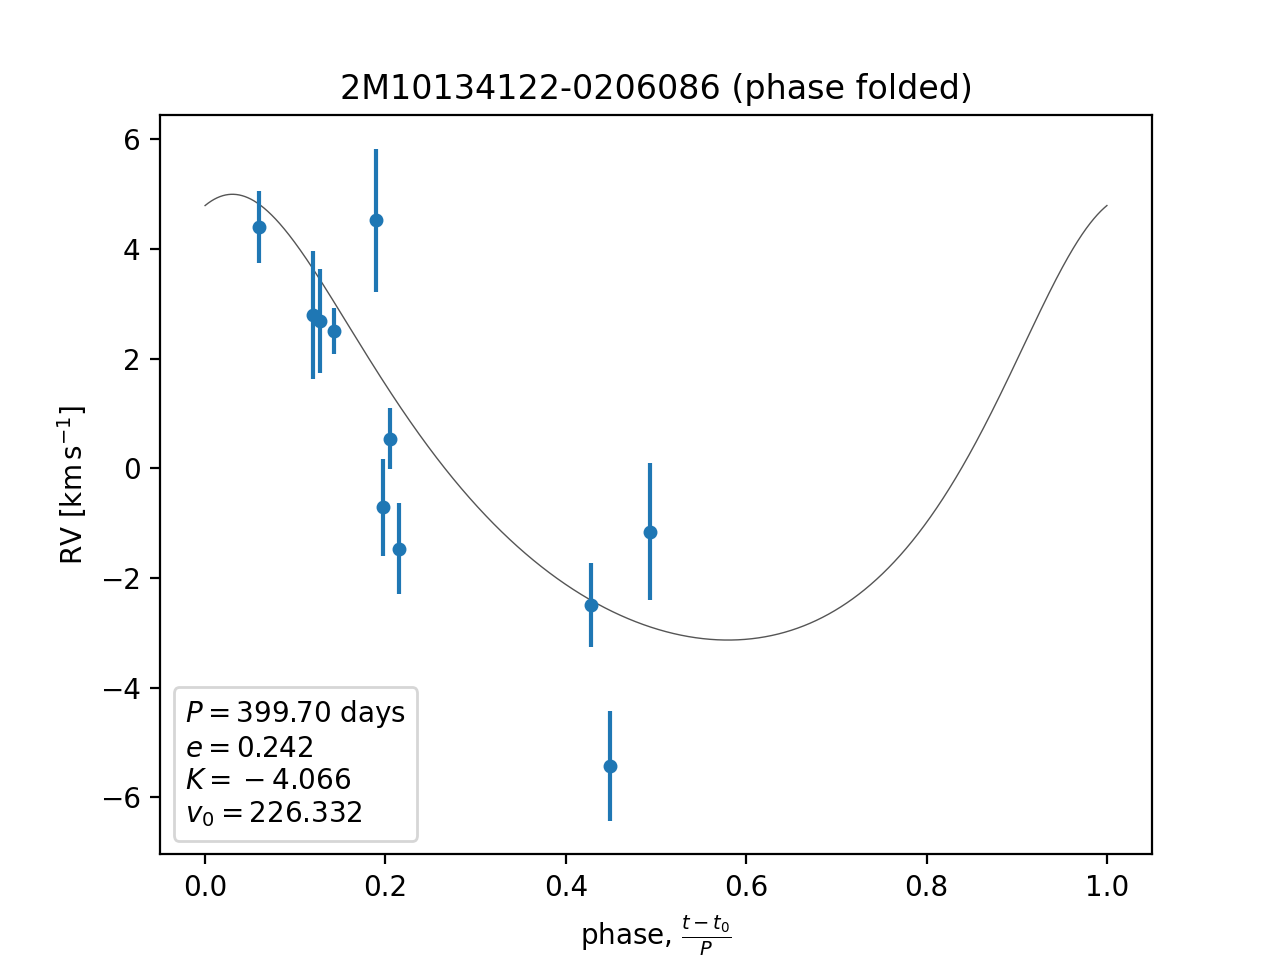 2M10134122-0206086 (phase folded)
6
4
2
0
−2
−4
−6
RV [km s⁻¹]
P = 399.70 days
e = 0.242
K = − 4.066
v₀ = 226.332
0.0 0.2 0.4 0.6 0.8 1.0
phase, (t − t₀)/P